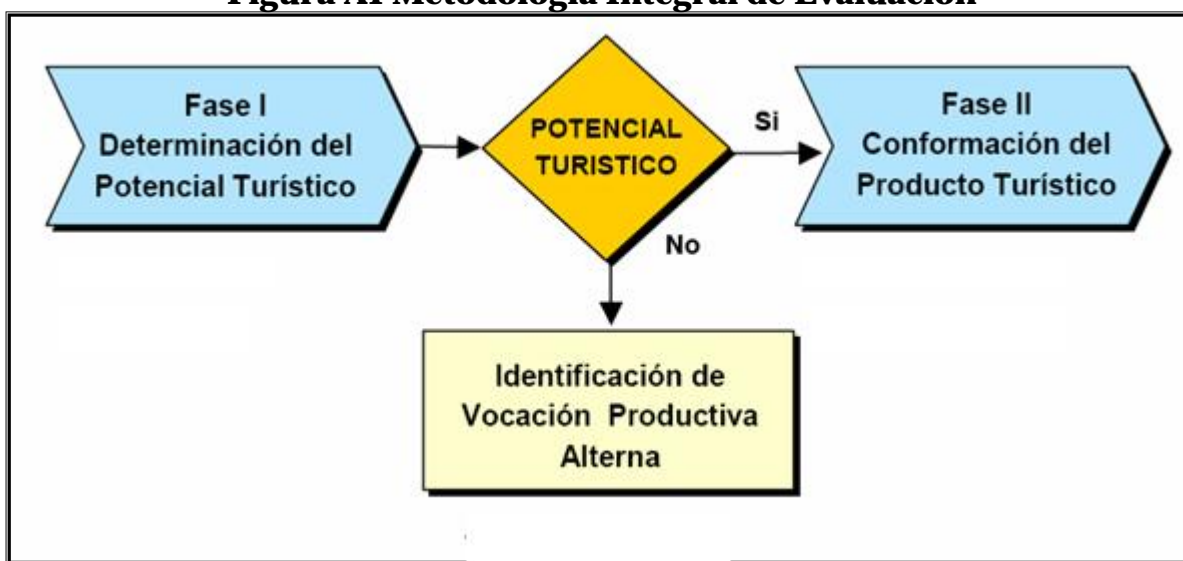 Figura A1 Metodología Integral de Evaluación
Fase I
Determinación del
Potencial Turístico
POTENCIAL
TURISTICO
Si
No
Fase II
Conformación del
Producto Turístico
Identificación de
Vocación Productiva
Alterna